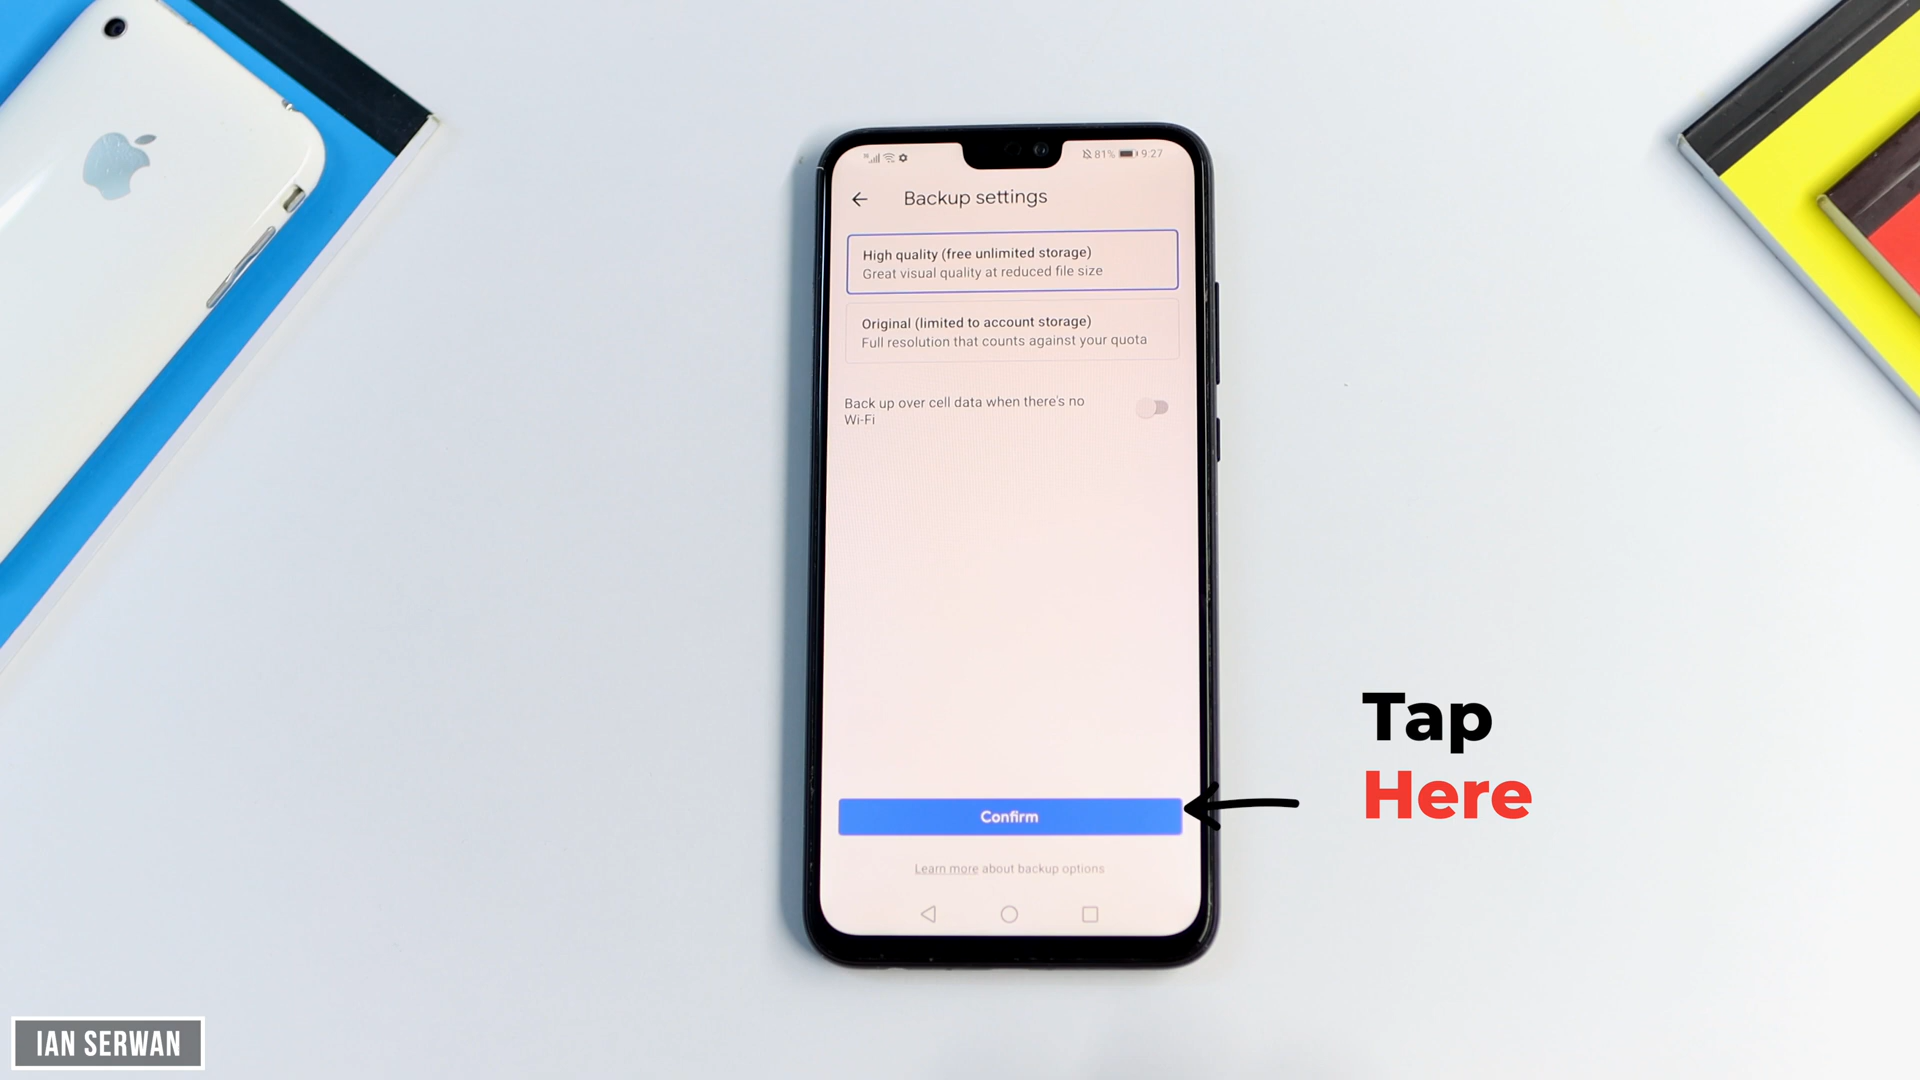 81% 9:27
Backup settings
High quality (free unlimited storage)
Great visual quality at reduced file size
Original (limited to account storage)
Full resolution that counts against your quota
Back up over cell data when there's no
Wi-Fi
Tap
Here
Confirm
Learn more about backup options
IAN SERWAN